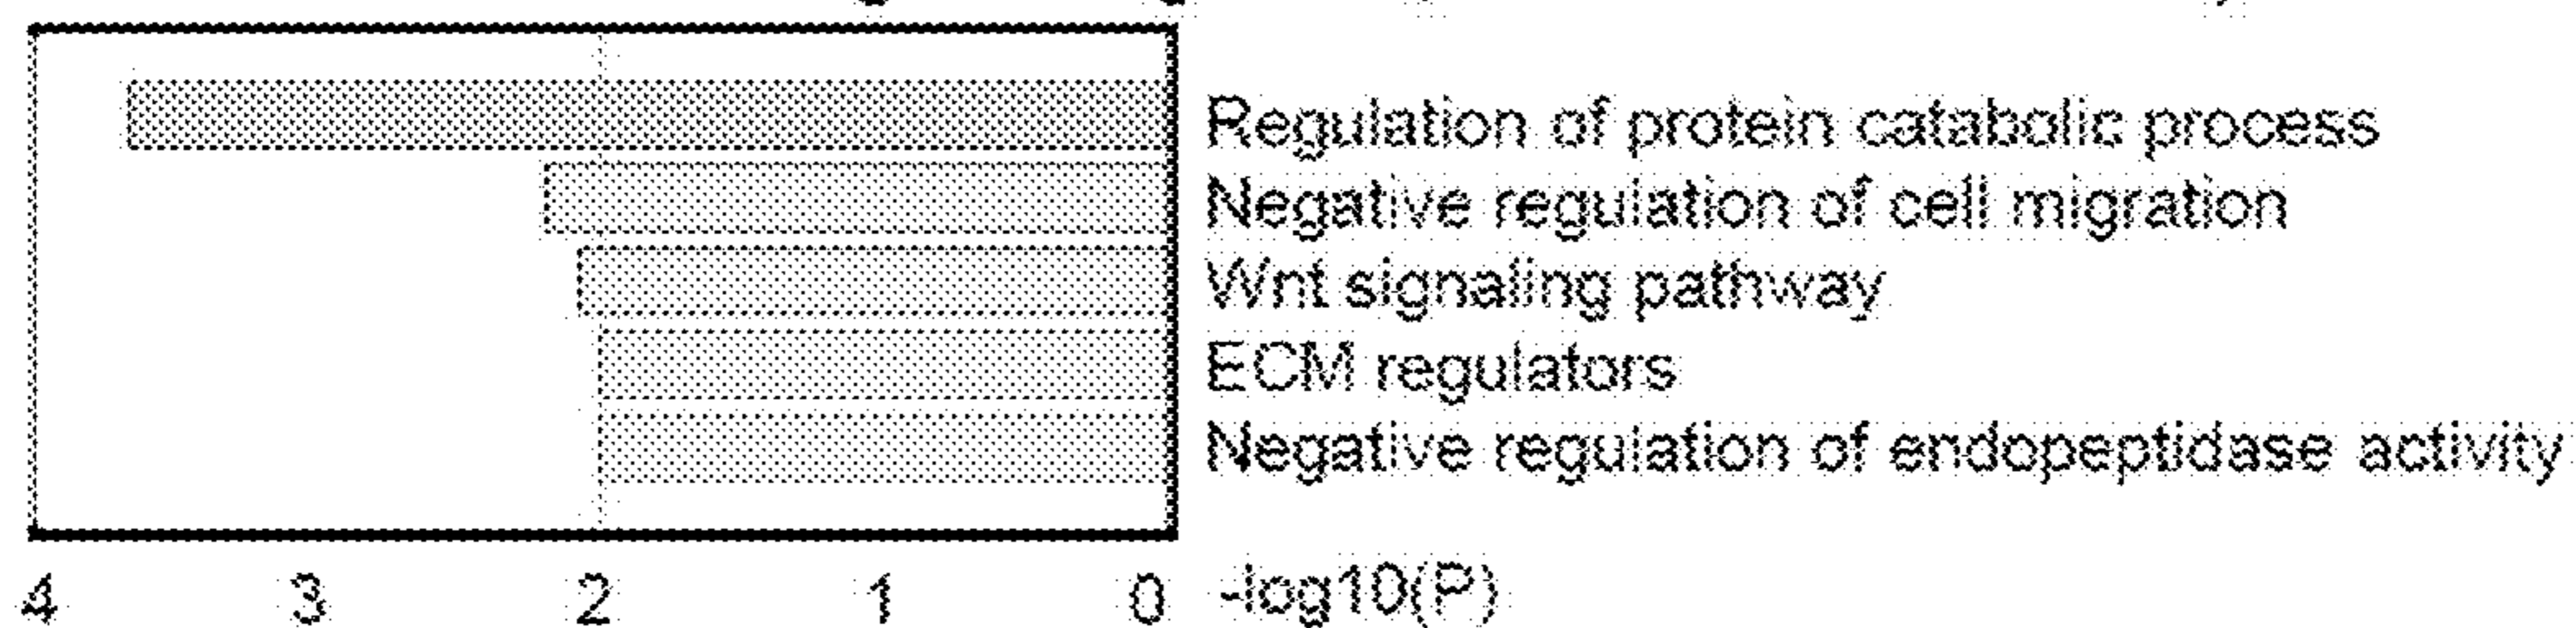 Regulation of protein catabolic process
Negative regulation of cell migration
Wnt signaling pathway
ECM regulators
Negative regulation of endopeptidase activity
4 3 2 1 0 -log10(P)